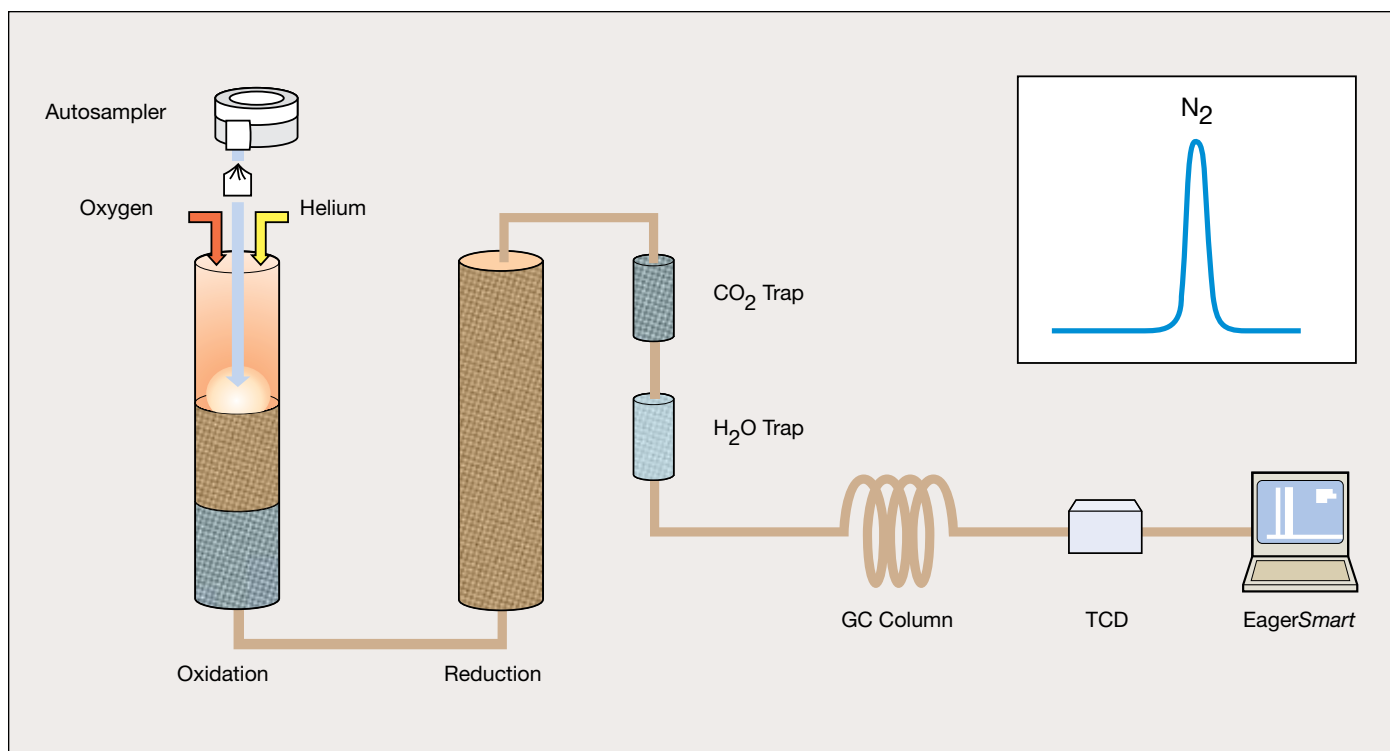 Autosampler
Oxygen
Helium
N₂
CO₂ Trap
H₂O Trap
GC Column
TCD
EagerSmart
Oxidation
Reduction